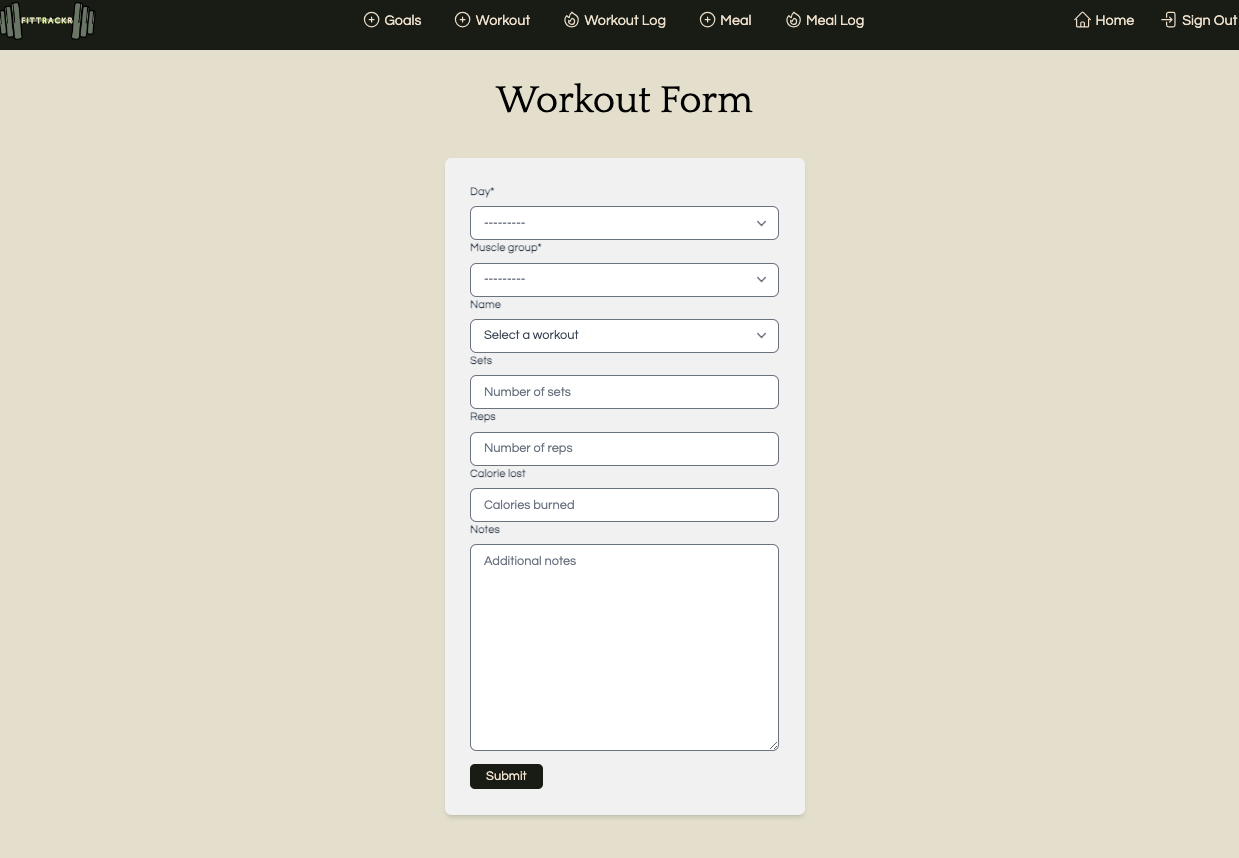 FITTRACKR
Goals Workout Workout Log Meal Meal Log Home Sign Out
Workout Form
Day*
---------
Muscle group*
---------
Name
Select a workout
Sets
Number of sets
Reps
Number of reps
Calorie lost
Calories burned
Notes
Additional notes
Submit